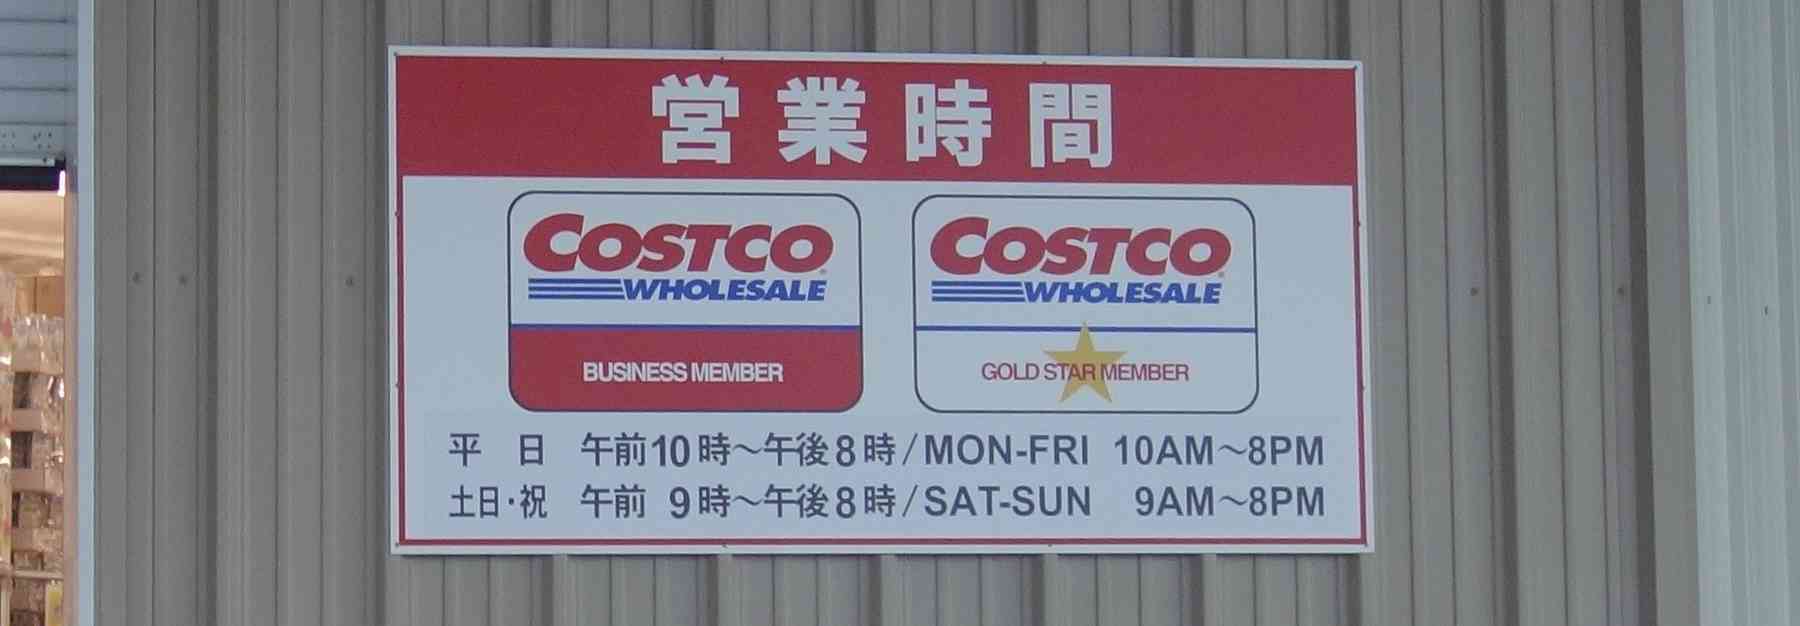 営業時間
COSTCO
WHOLESALE
BUSINESS MEMBER
COSTCO
WHOLESALE
GOLD STAR MEMBER
平 日 午前10時～午後8時/MON-FRI 10AM～8PM
土日・祝 午前 9時～午後8時/SAT-SUN 9AM～8PM